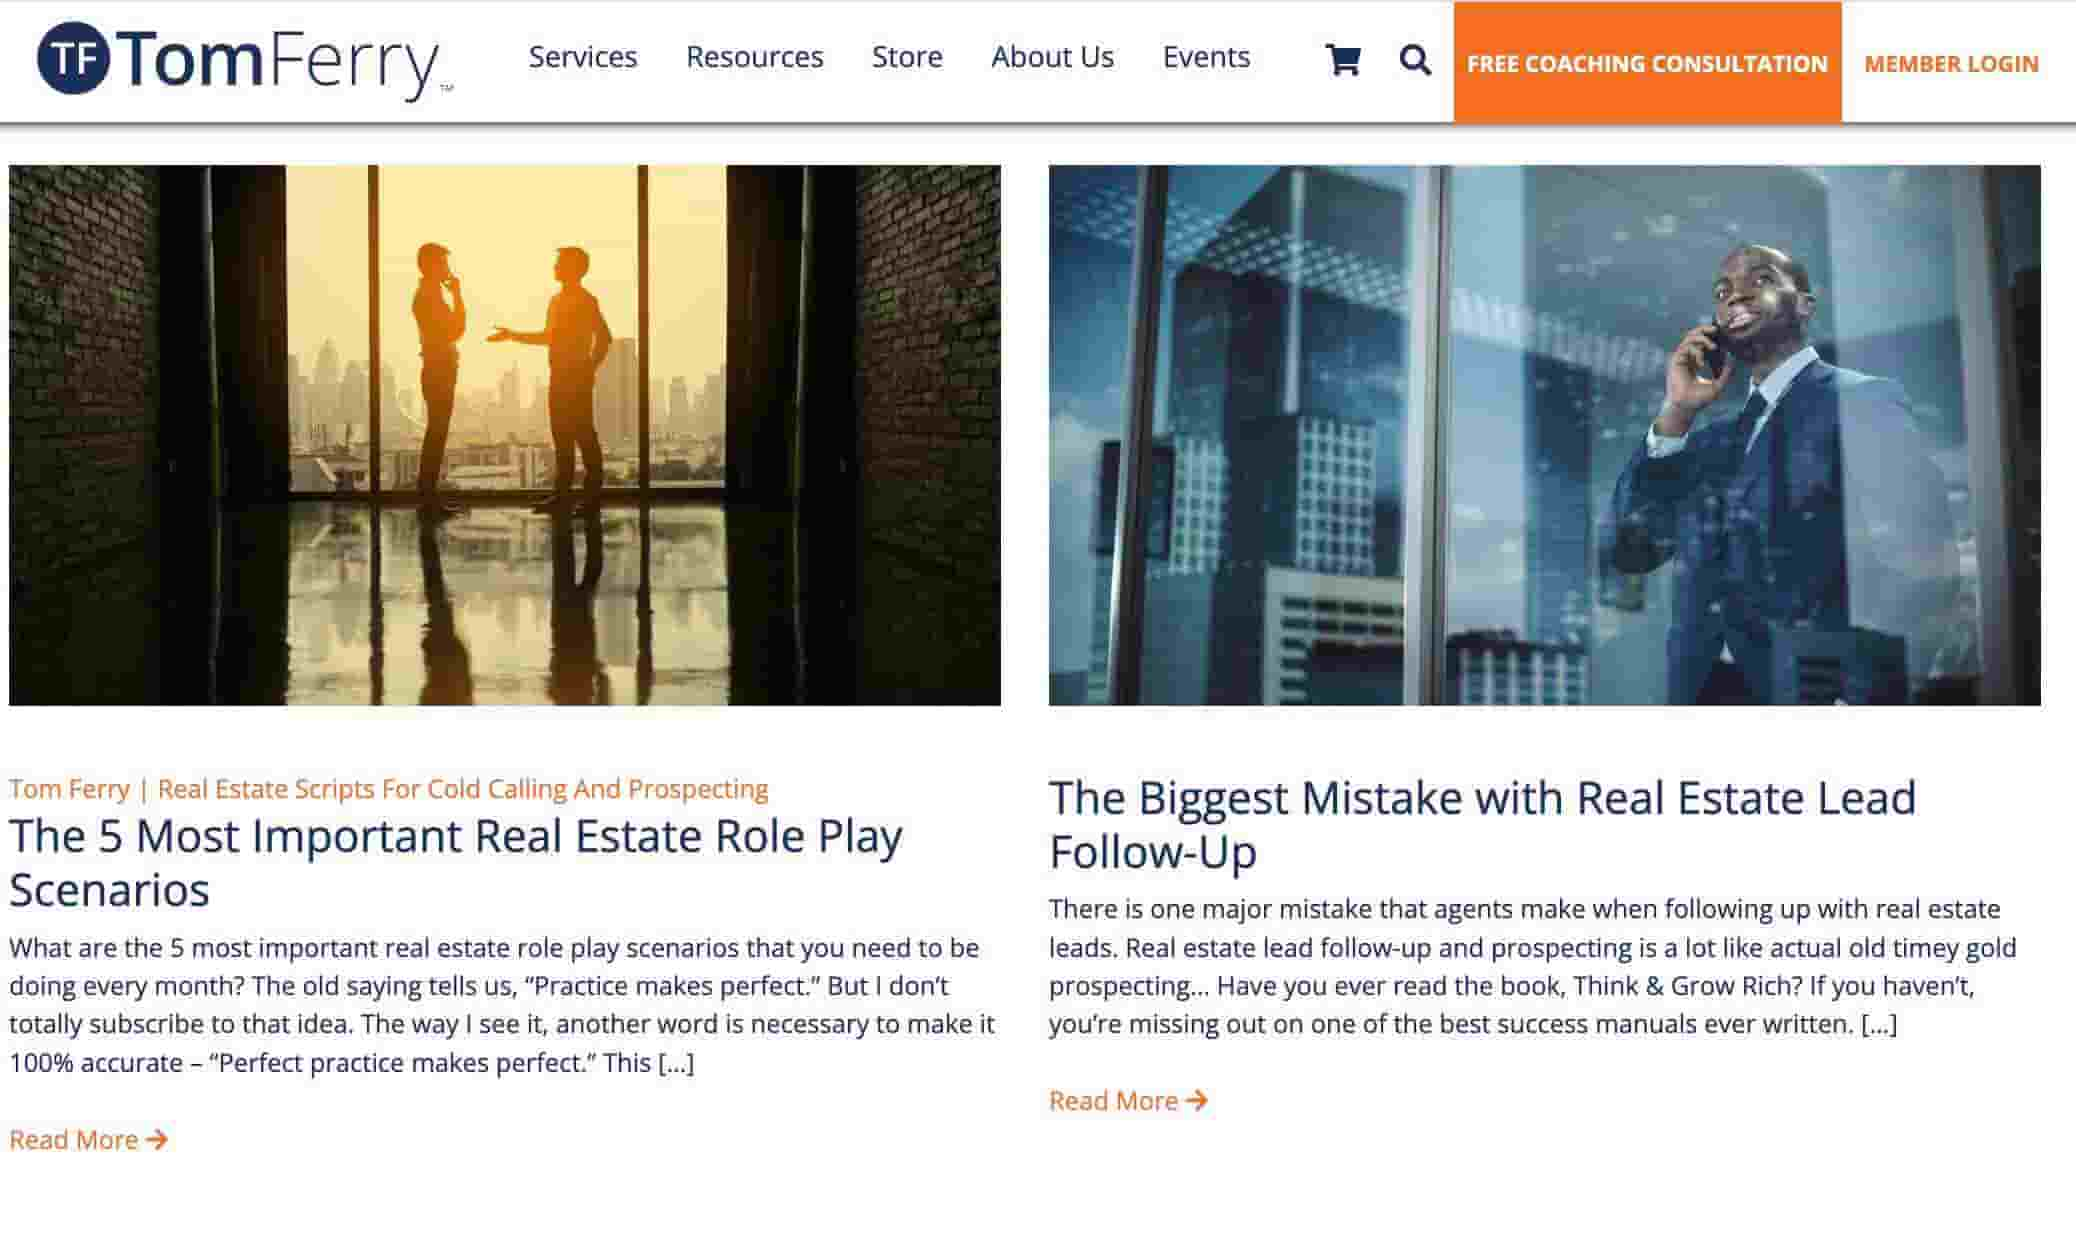 TF TomFerry™
Services Resources Store About Us Events FREE COACHING CONSULTATION MEMBER LOGIN
Tom Ferry | Real Estate Scripts For Cold Calling And Prospecting
The 5 Most Important Real Estate Role Play
Scenarios
What are the 5 most important real estate role play scenarios that you need to be
doing every month? The old saying tells us, “Practice makes perfect.” But I don’t
totally subscribe to that idea. The way I see it, another word is necessary to make it
100% accurate – “Perfect practice makes perfect.” This [...]
Read More →
The Biggest Mistake with Real Estate Lead
Follow-Up
There is one major mistake that agents make when following up with real estate
leads. Real estate lead follow-up and prospecting is a lot like actual old timey gold
prospecting... Have you ever read the book, Think & Grow Rich? If you haven’t,
you’re missing out on one of the best success manuals ever written. [...]
Read More →